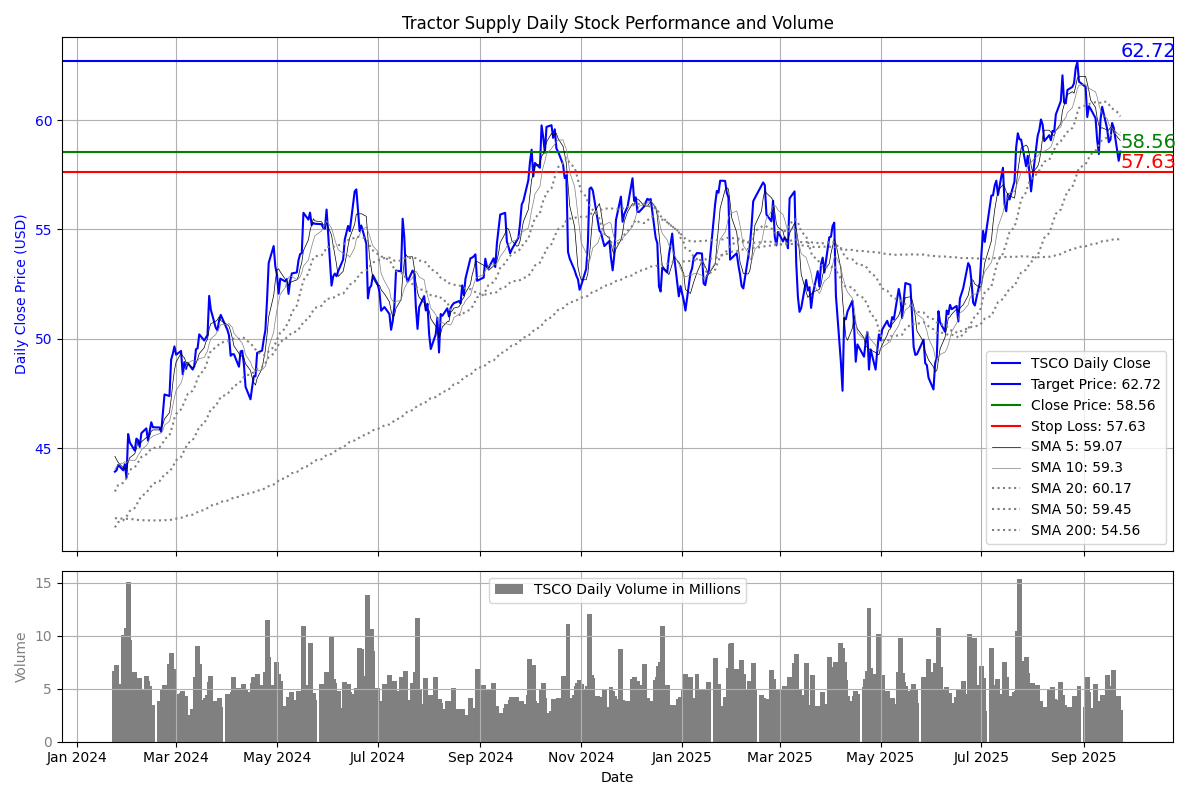 Tractor Supply Daily Stock Performance and Volume
62.72
58.56
57.63
60
55
50
45
Daily Close Price (USD)
TSCO Daily Close
Target Price: 62.72
Close Price: 58.56
Stop Loss: 57.63
SMA 5: 59.07
SMA 10: 59.3
SMA 20: 60.17
SMA 50: 59.45
SMA 200: 54.56
TSCO Daily Volume in Millions
15
10
5
0
Volume
Jan 2024 Mar 2024 May 2024 Jul 2024 Sep 2024 Nov 2024 Jan 2025 Mar 2025 May 2025 Jul 2025 Sep 2025
Date